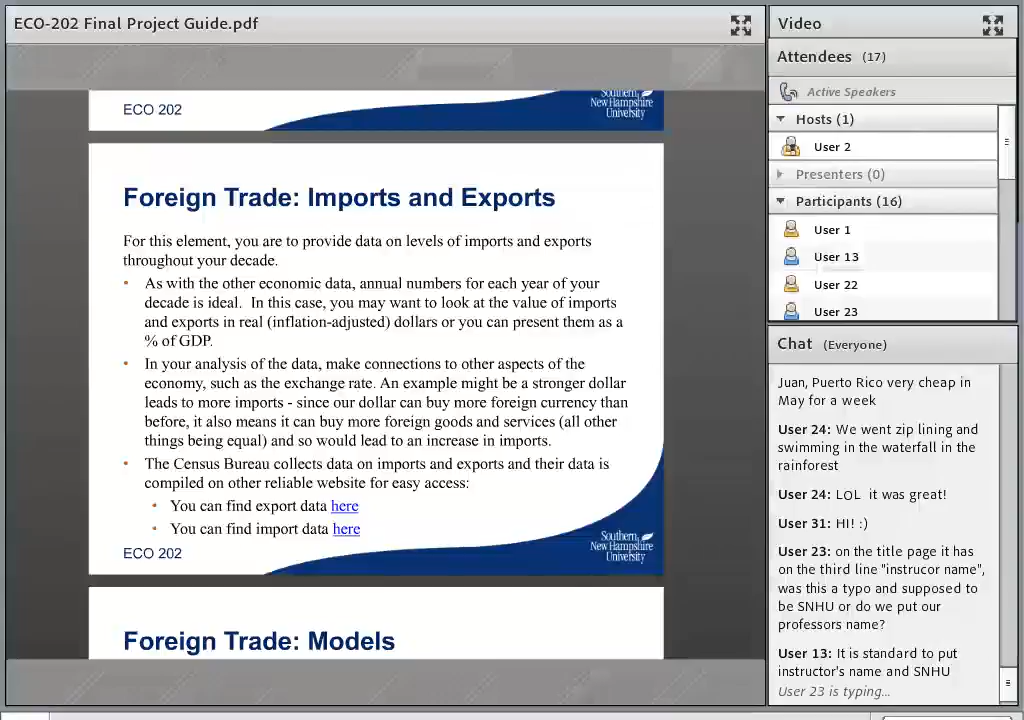 ECO-202 Final Project Guide.pdf
ECO 202
Southern
New Hampshire
University
Foreign Trade: Imports and Exports
For this element, you are to provide data on levels of imports and exports
throughout your decade.
• As with the other economic data, annual numbers for each year of your
decade is ideal. In this case, you may want to look at the value of imports
and exports in real (inflation-adjusted) dollars or you can present them as a
% of GDP.
• In your analysis of the data, make connections to other aspects of the
economy, such as the exchange rate. An example might be a stronger dollar
leads to more imports - since our dollar can buy more foreign currency than
before, it also means it can buy more foreign goods and services (all other
things being equal) and so would lead to an increase in imports.
• The Census Bureau collects data on imports and exports and their data is
compiled on other reliable website for easy access:
• You can find export data here
• You can find import data here
ECO 202
Southern
New Hampshire
University
Foreign Trade: Models
Video
Attendees (17)
Active Speakers
Hosts (1)
User 2
Presenters (0)
Participants (16)
User 1
User 13
User 22
User 23
Chat (Everyone)
Juan, Puerto Rico very cheap in
May for a week
User 24: We went zip lining and
swimming in the waterfall in the
rainforest
User 24: LOL it was great!
User 31: HI! :)
User 23: on the title page it has
on the third line "instrucor name",
was this a typo and supposed to
be SNHU or do we put our
professors name?
User 13: It is standard to put
instructor's name and SNHU
User 23 is typing...